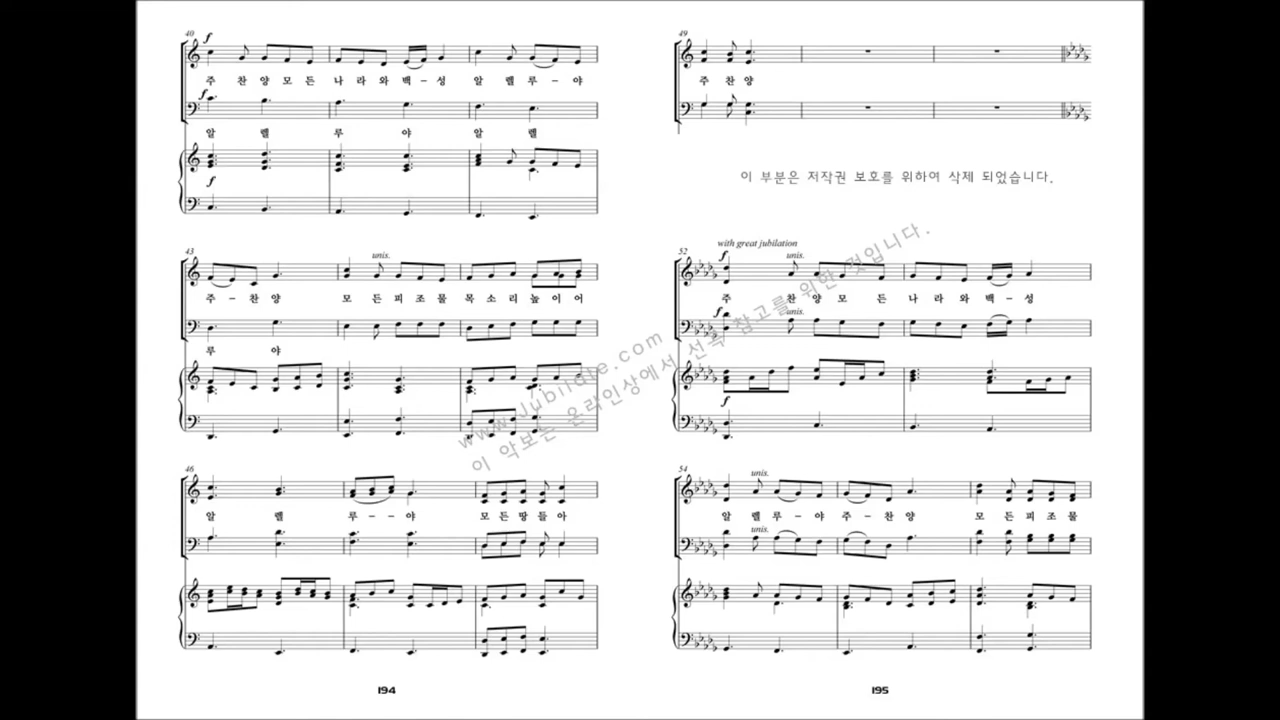 40
f
주 찬 양 모 든 나 라 와 백 - 성 알 렐 루 - 야
f
알 렐 루 야 알 렐
f
43
unis.
주 - 찬 양 모 든 피 조 물 목 소 리 높 이 어
루 야
46
알 렐 루 - - 야 모 든 땅 들 아
194
49
주 찬 양
이 부분은 저작권 보호를 위하여 삭제 되었습니다.
with great jubilation
52
f
unis.
주 찬 양 모 든 나 라 와 백 - 성
f
unis.
f
54
unis.
알 렐 루 - 야 주 - 찬 양 모 든 피 조 물
unis.
195
www.Jubilate.com
이 악보는 온라인상에서 선곡 참고를 위한 것입니다.